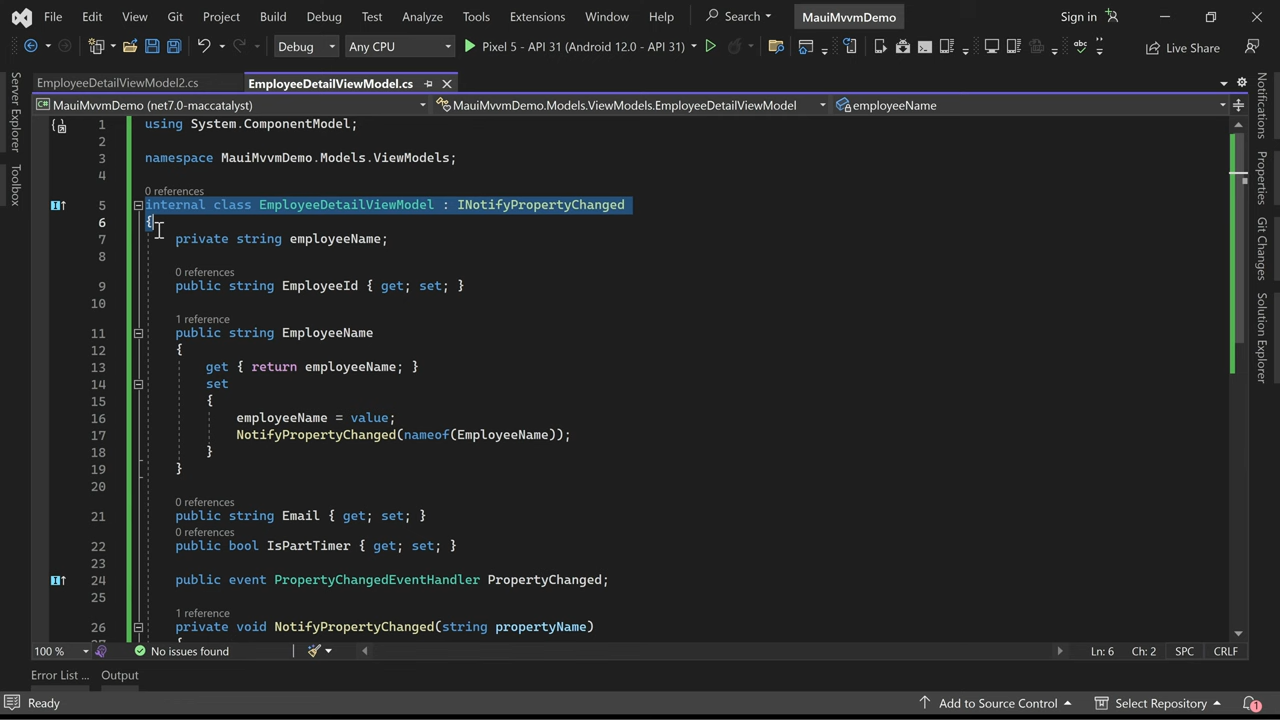 File Edit View Git Project Build Debug Test Analyze Tools Extensions Window Help Search MauiMvvmDemo Sign in
Debug Any CPU Pixel 5 - API 31 (Android 12.0 - API 31) Live Share
EmployeeDetailViewModel2.cs EmployeeDetailViewModel.cs
MauiMvvmDemo (net7.0-maccatalyst) MauiMvvmDemo.Models.ViewModels.EmployeeDetailViewModel employeeName
Server Explorer
Toolbox
Notifications
Properties
Git Changes
Solution Explorer
1 using System.ComponentModel;
2
3 namespace MauiMvvmDemo.Models.ViewModels;
4
0 references
5 internal class EmployeeDetailViewModel : INotifyPropertyChanged
6 {
7 private string employeeName;
8
0 references
9 public string EmployeeId { get; set; }
10
1 reference
11 public string EmployeeName
12 {
13 get { return employeeName; }
14 set
15 {
16 employeeName = value;
17 NotifyPropertyChanged(nameof(EmployeeName));
18 }
19 }
20
0 references
21 public string Email { get; set; }
0 references
22 public bool IsPartTimer { get; set; }
23
24 public event PropertyChangedEventHandler PropertyChanged;
25
1 reference
26 private void NotifyPropertyChanged(string propertyName)
100 % No issues found Ln: 6 Ch: 2 SPC CRLF
Error List ... Output
Ready Add to Source Control Select Repository 1